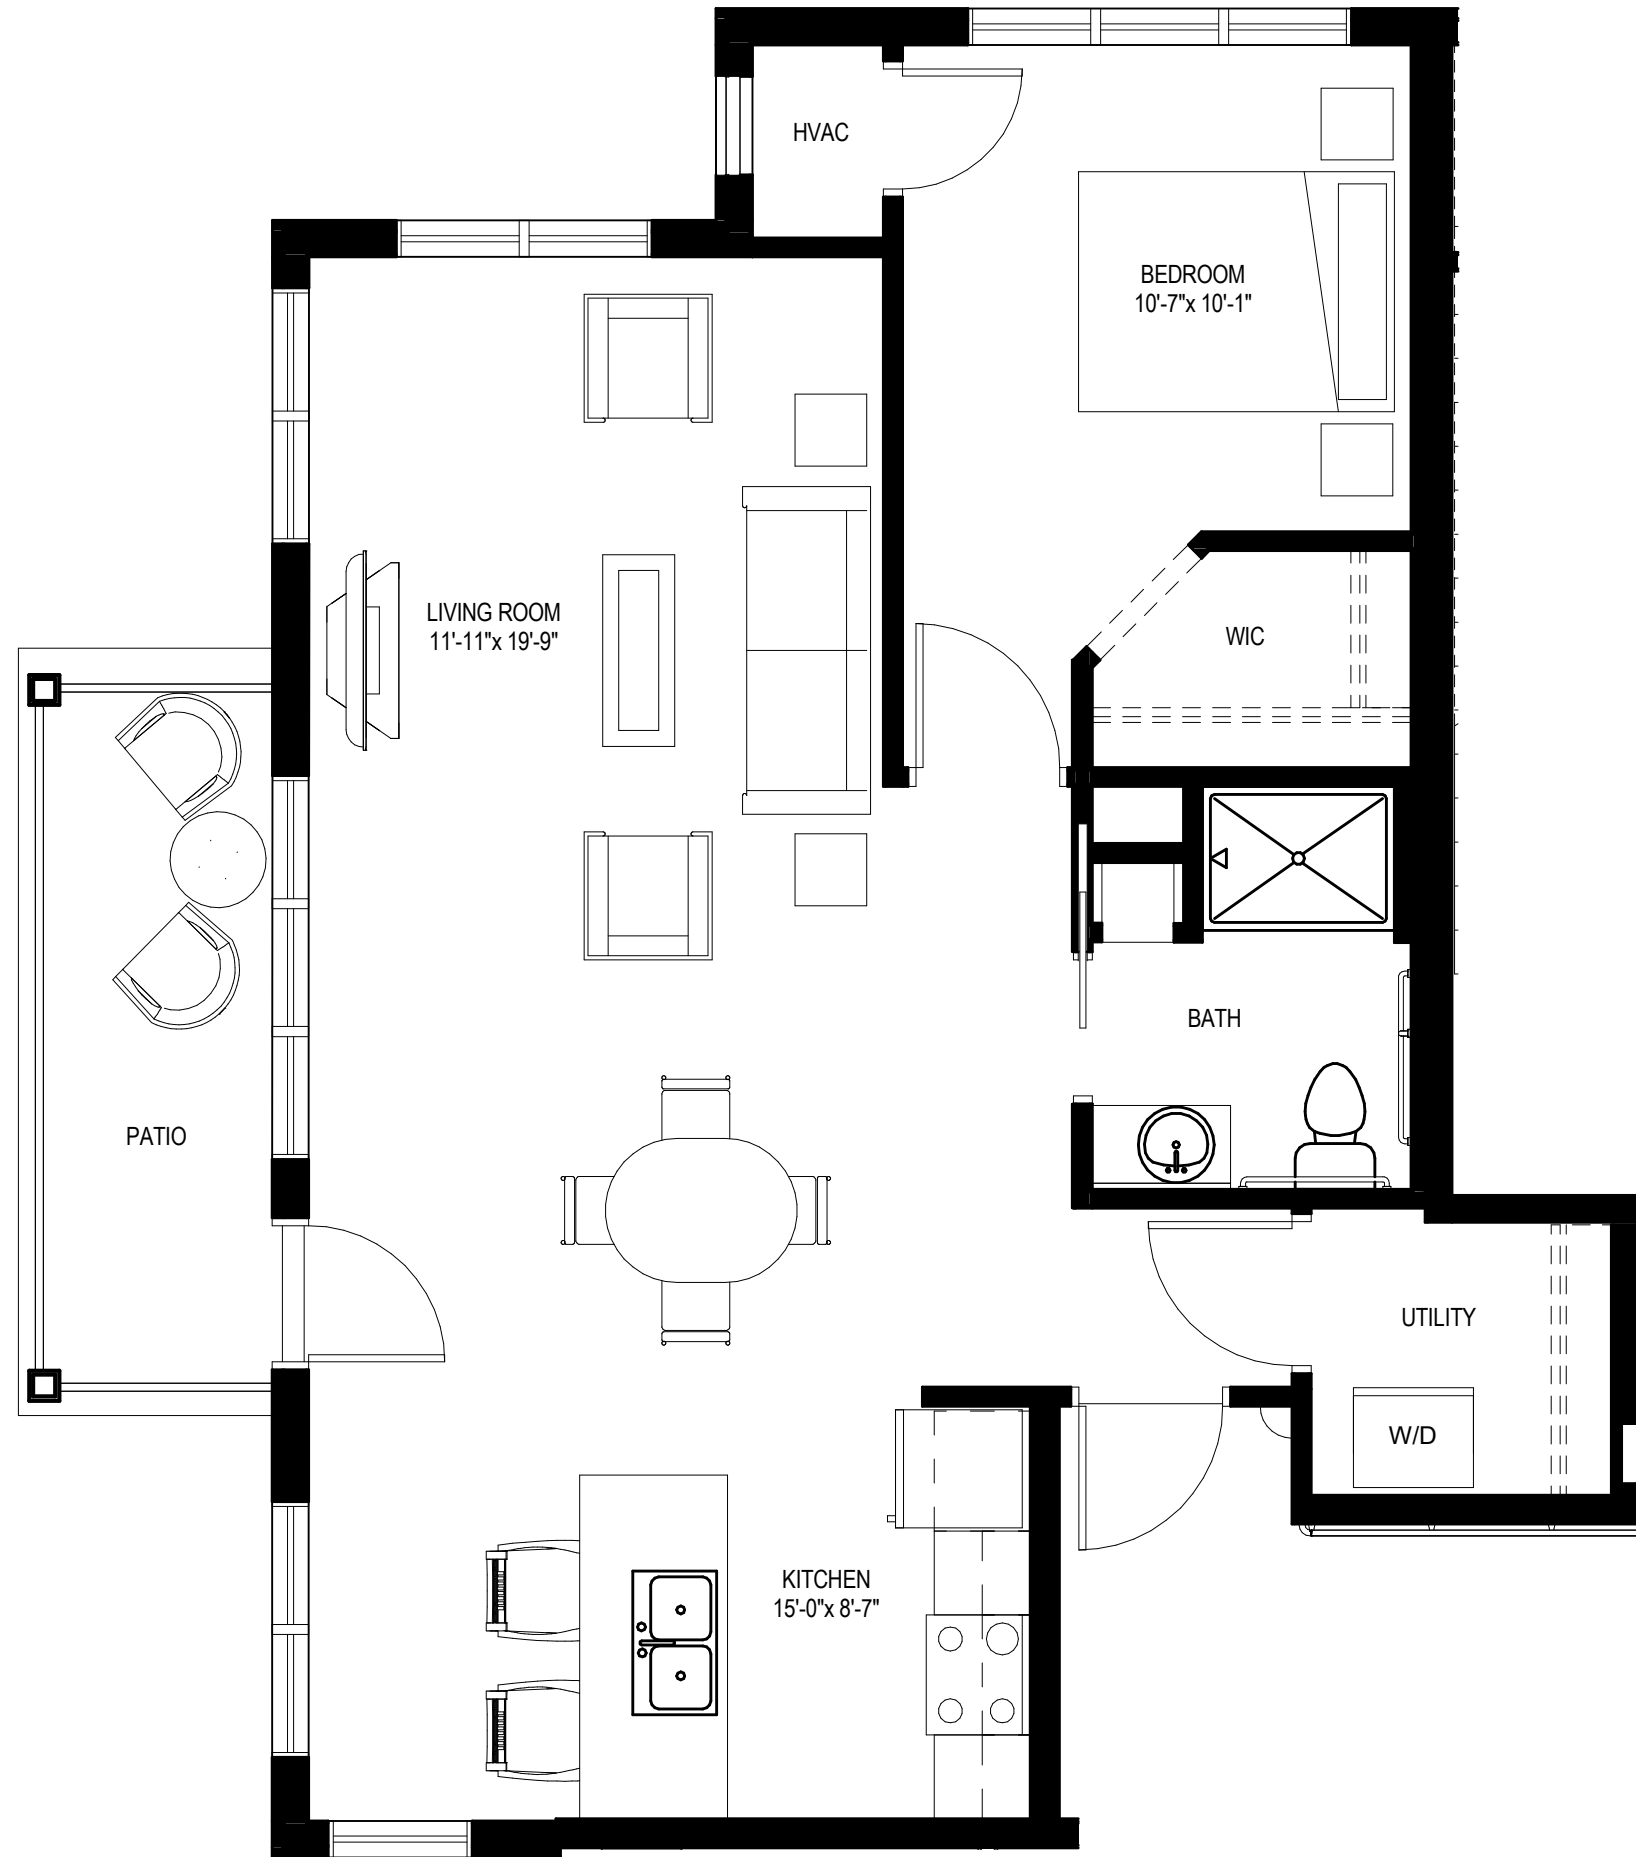 HVAC
BEDROOM
10'-7"x 10'-1"
LIVING ROOM
11'-11"x 19'-9"
WIC
BATH
PATIO
UTILITY
W/D
KITCHEN
15'-0"x 8'-7"